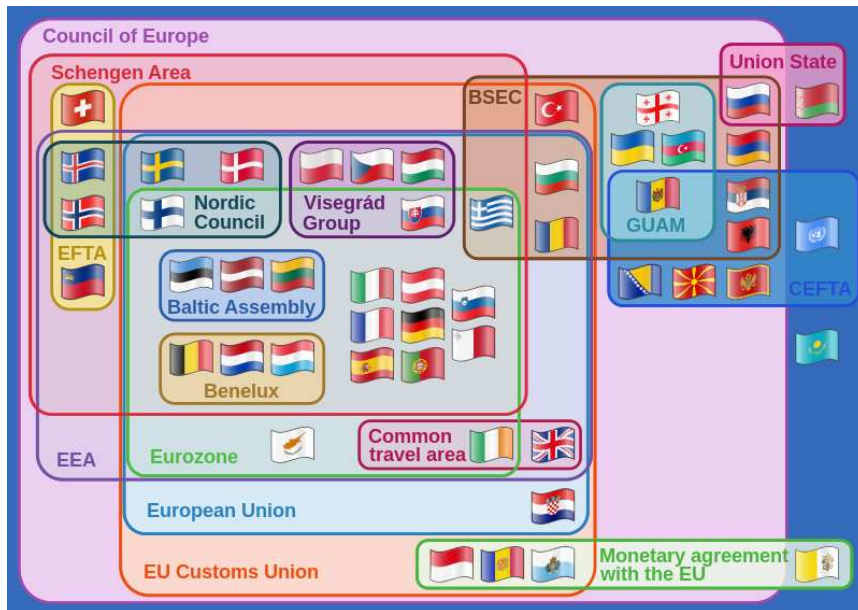 Council of Europe
Schengen Area
Union State
BSEC
Nordic
Council
Visegrád
Group
GUAM
EFTA
CEFTA
Baltic Assembly
Benelux
Common
travel area
EEA
Eurozone
European Union
EU Customs Union
Monetary agreement
with the EU